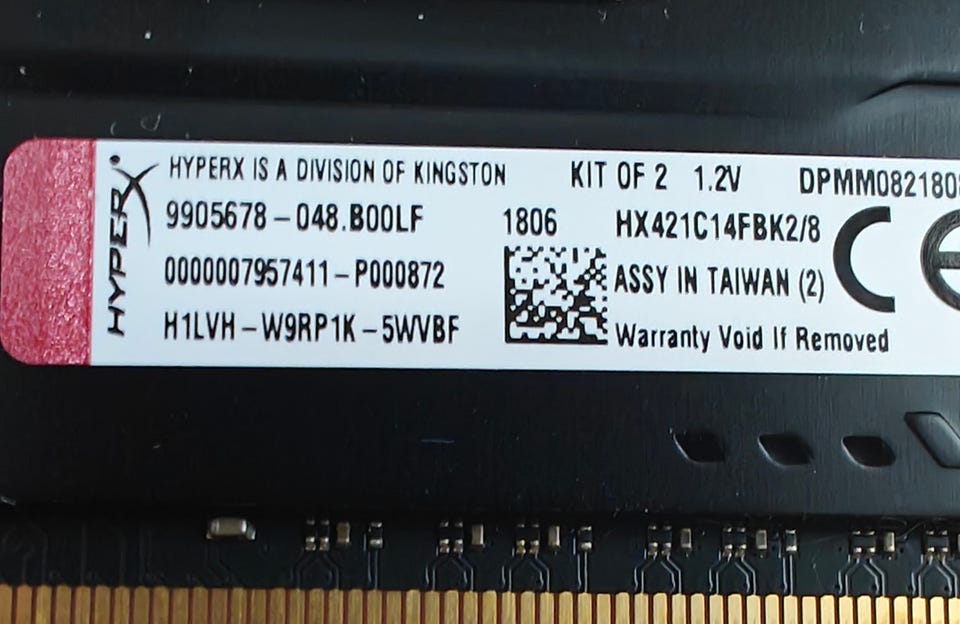 HYPERX
HYPERX IS A DIVISION OF KINGSTON KIT OF 2 1.2V DPMM082180
9905678-048.B00LF 1806 HX421C14FBK2/8
0000007957411-P000872 ASSY IN TAIWAN (2)
H1LVH-W9RP1K-5WVBF Warranty Void If Removed
CE